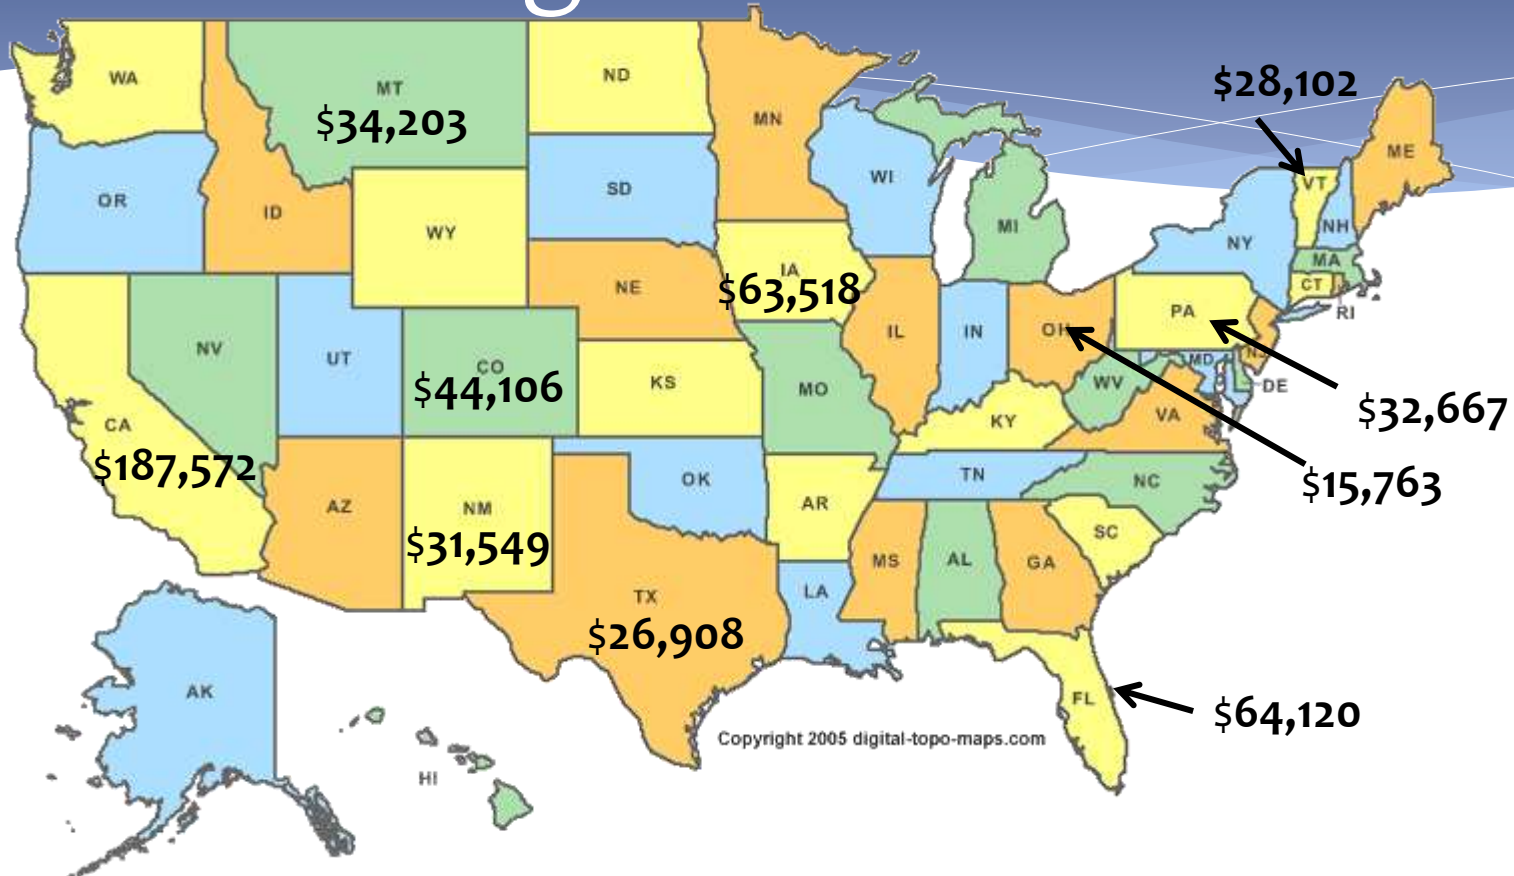 WA
MT
$34,203
ND
MN
$28,102
VT
ME
OR
ID
WY
SD
WI
MI
NY
NH
MA
CT
RI
NE
IA
$63,518
NV
UT
CO
$44,106
KS
MO
IL
IN
OH
PA
NJ
MD
DE
WV
VA
KY
$32,667
$15,763
CA
$187,572
AZ
NM
$31,549
OK
AR
TN
NC
SC
MS
AL
GA
LA
TX
$26,908
FL
$64,120
AK
HI
Copyright 2005 digital-topo-maps.com